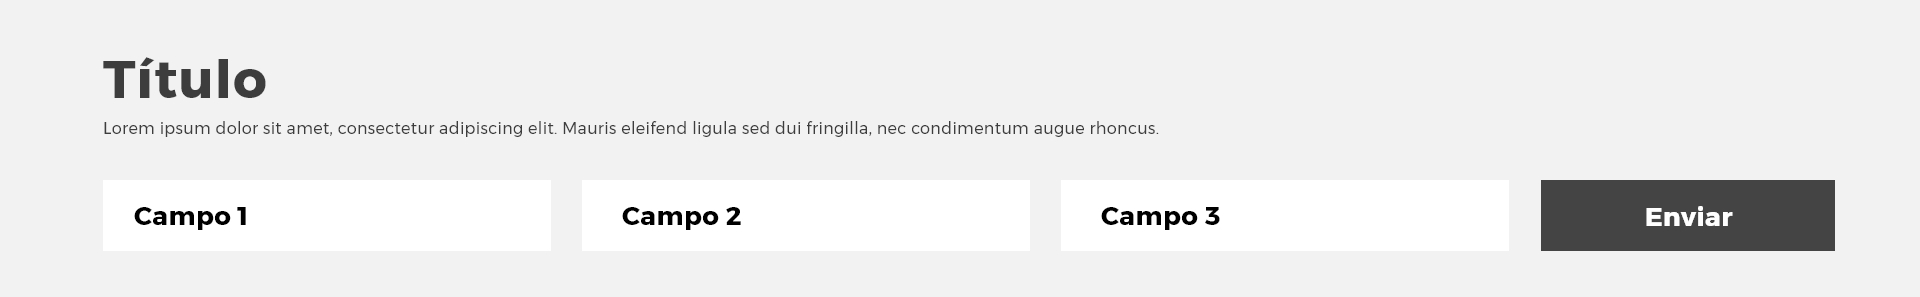 Título
Lorem ipsum dolor sit amet, consectetur adipiscing elit. Mauris eleifend ligula sed dui fringilla, nec condimentum augue rhoncus.
Campo 1
Campo 2
Campo 3
Enviar